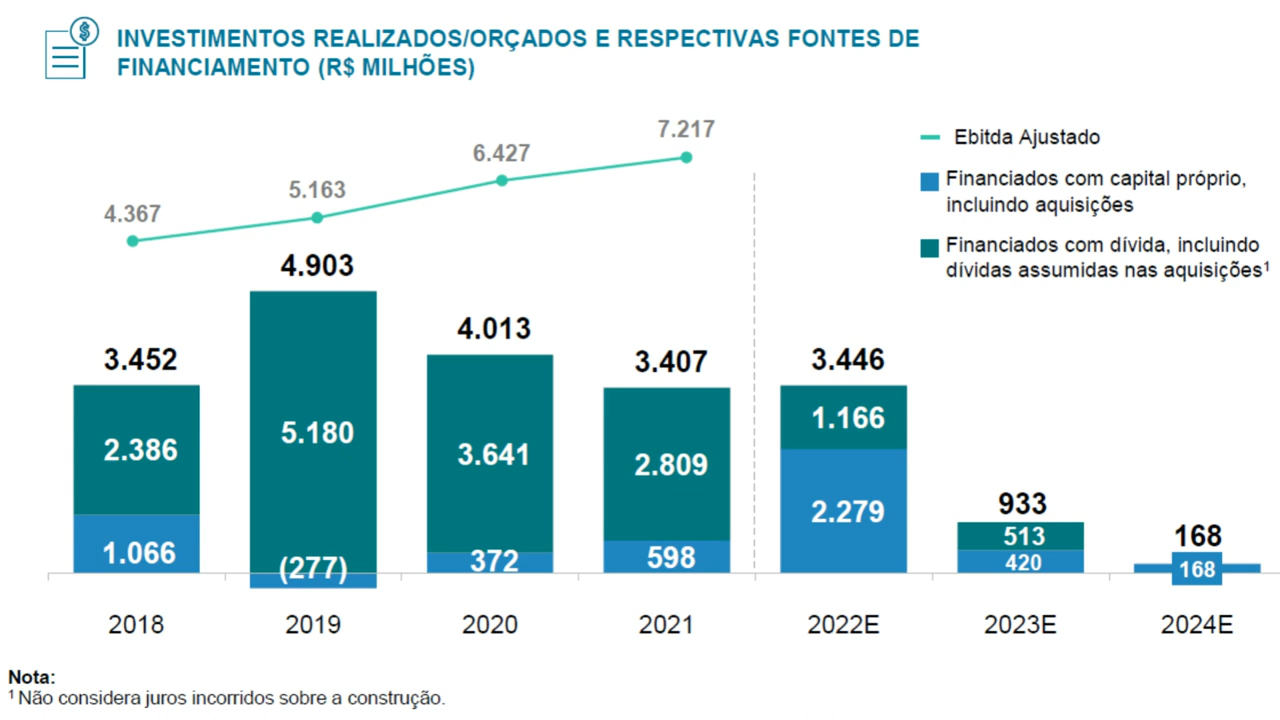 $
INVESTIMENTOS REALIZADOS/ORÇADOS E RESPECTIVAS FONTES DE
FINANCIAMENTO (R$ MILHÕES)
4.367
5.163
6.427
7.217
Ebitda Ajustado
Financiados com capital próprio,
incluindo aquisições
Financiados com dívida, incluindo
dívidas assumidas nas aquisições¹
3.452
4.903
4.013
3.407
3.446
933
168
2.386
5.180
3.641
2.809
1.166
513
1.066
(277)
372
598
2.279
420
168
2018
2019
2020
2021
2022E
2023E
2024E
Nota:
¹ Não considera juros incorridos sobre a construção.